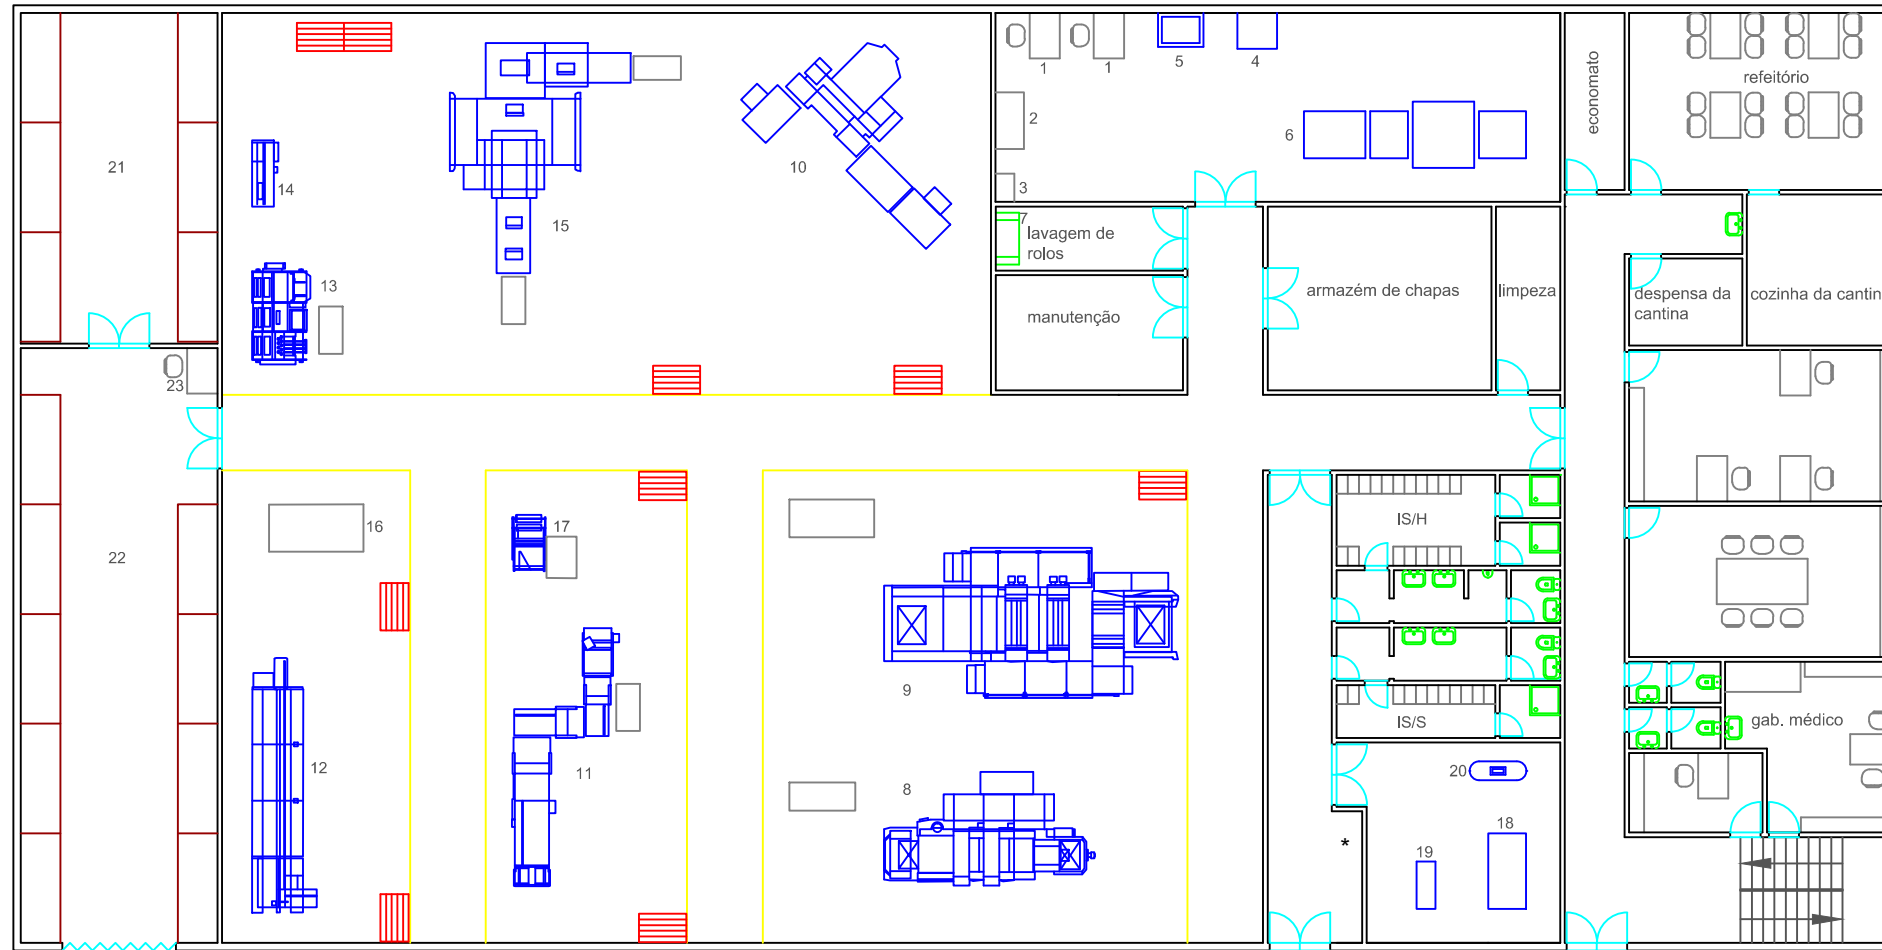 1
1
5
4
economato
refeitório
2
6
21
14
10
3
15
7
lavagem de
rolos
13
manutenção
armazém de chapas
limpeza
despensa da
cantina
cozinha da cantin
23
22
16
17
IS/H
9
IS/S
gab. médico
12
11
8
20
18
19
*